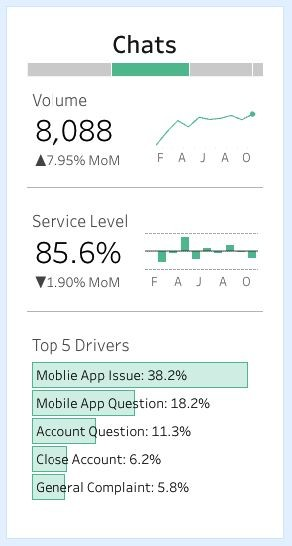 Chats
Volume
8,088
▲7.95% MoM
F A J A O
Service Level
85.6%
▼1.90% MoM
F A J A O
Top 5 Drivers
Moblie App Issue: 38.2%
Mobile App Question: 18.2%
Account Question: 11.3%
Close Account: 6.2%
General Complaint: 5.8%